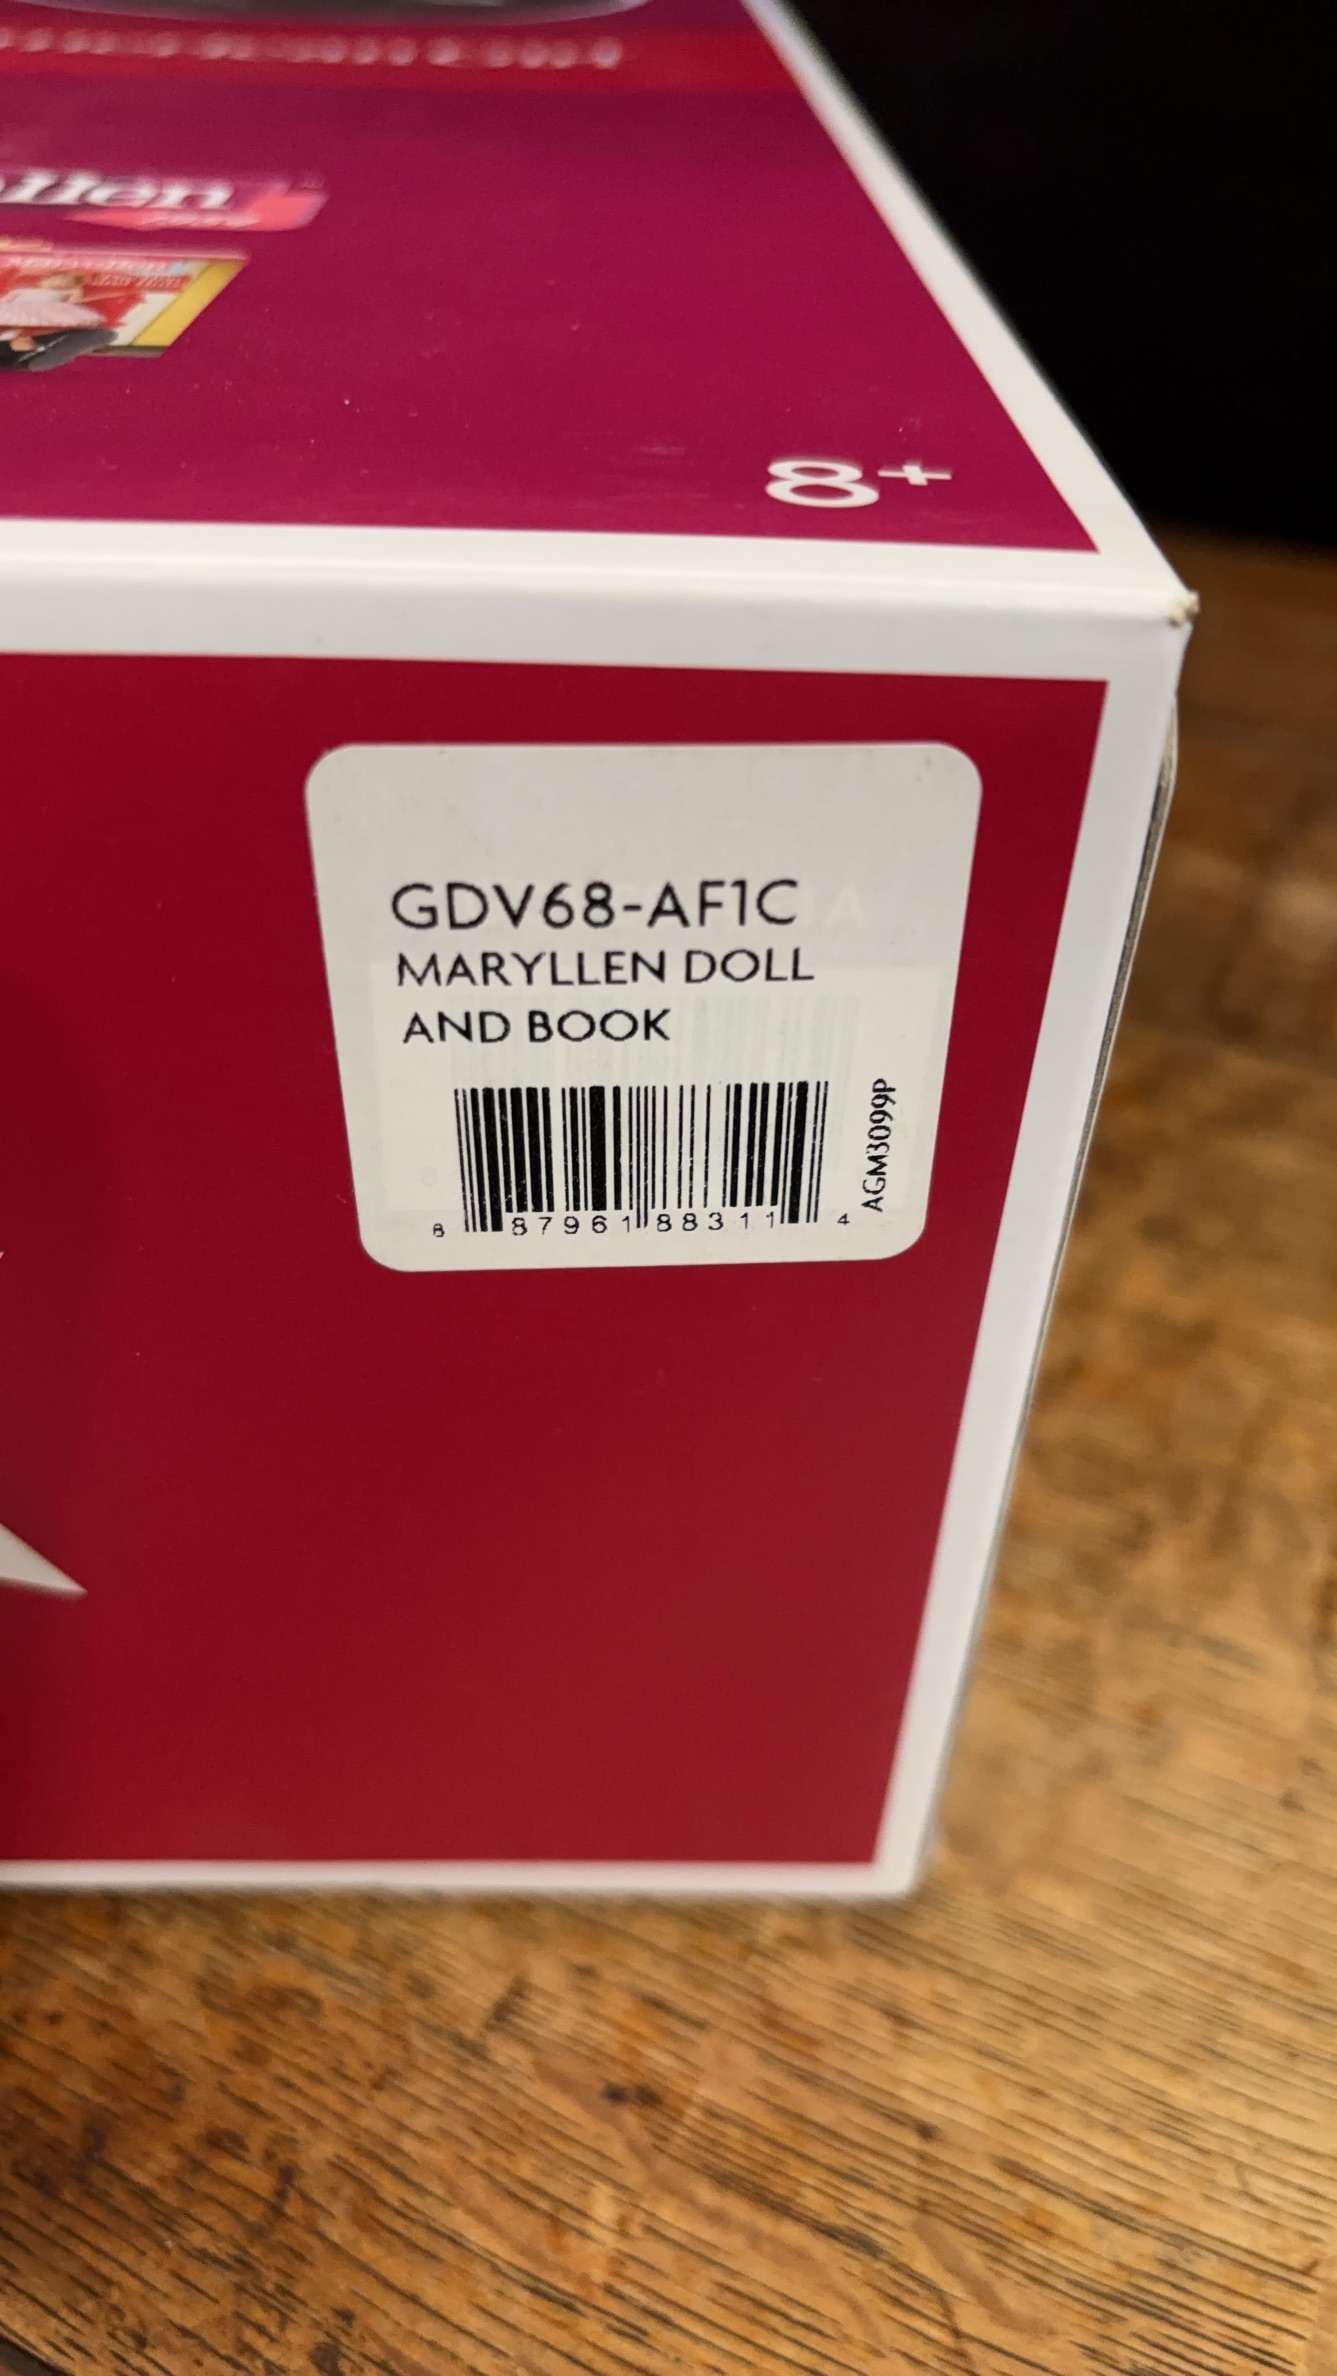 8+
GDV68-AF1C
MARYLLEN DOLL
AND BOOK
AGM3099P
8 87961 88311 4